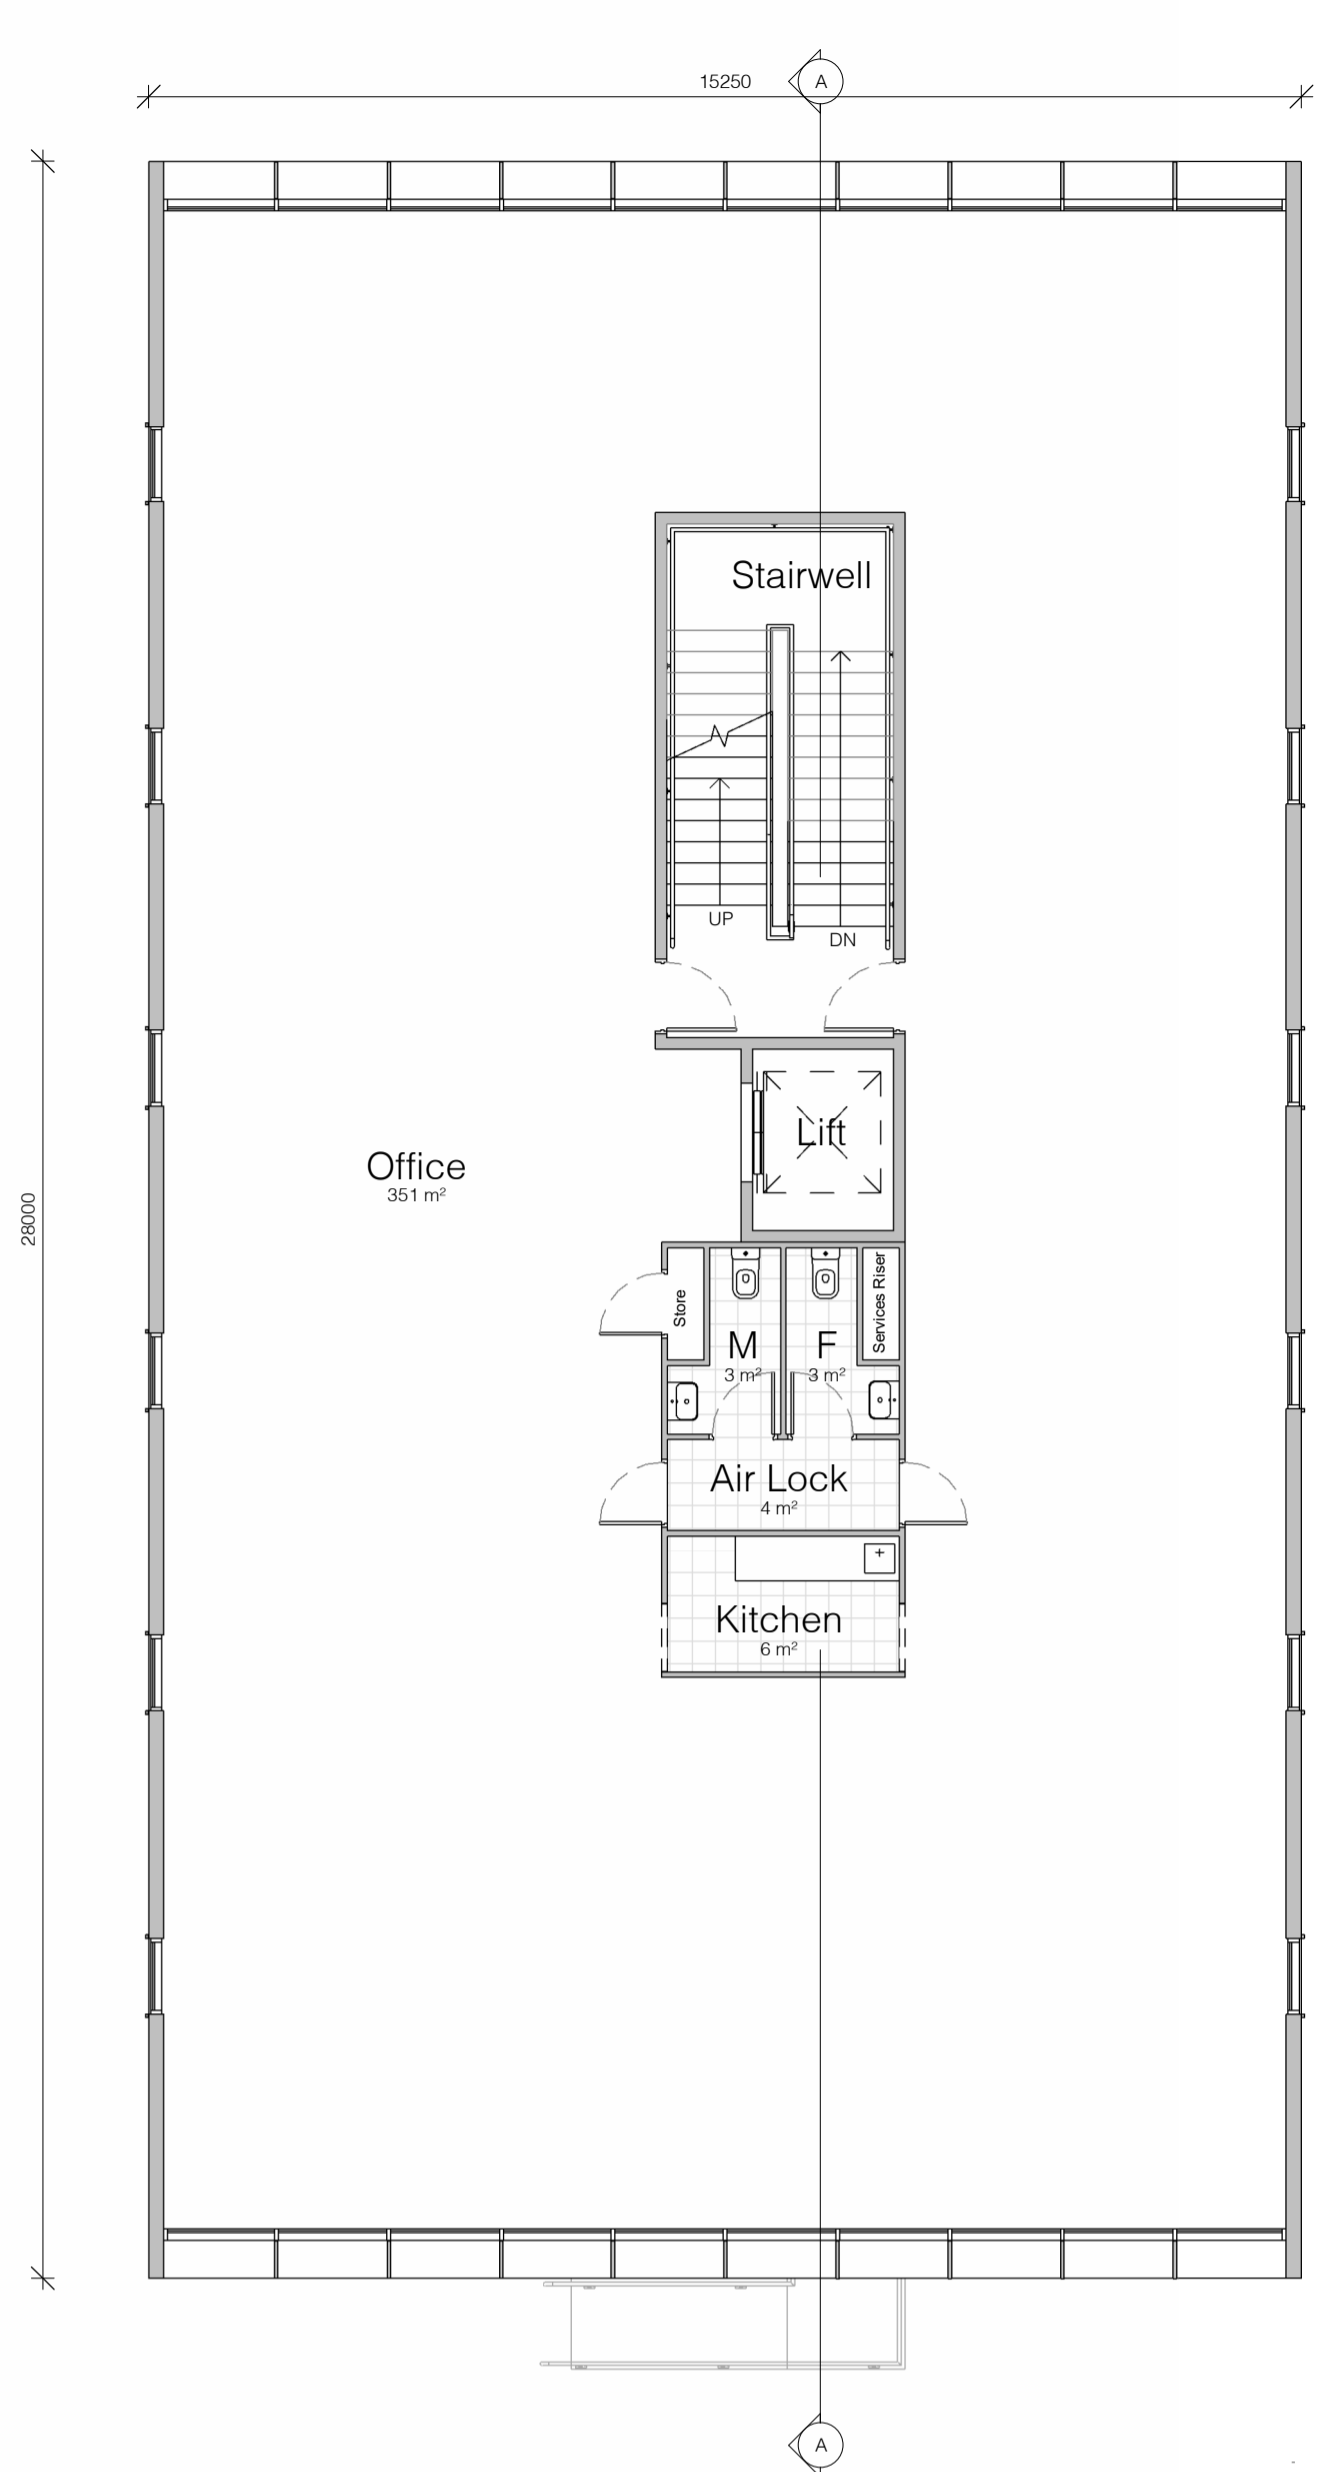 15250
A
28000
Stairwell
UP
DN
Lift
Office
351 m²
Store
Services Riser
M
3 m²
F
3 m²
Air Lock
4 m²
Kitchen
6 m²
A